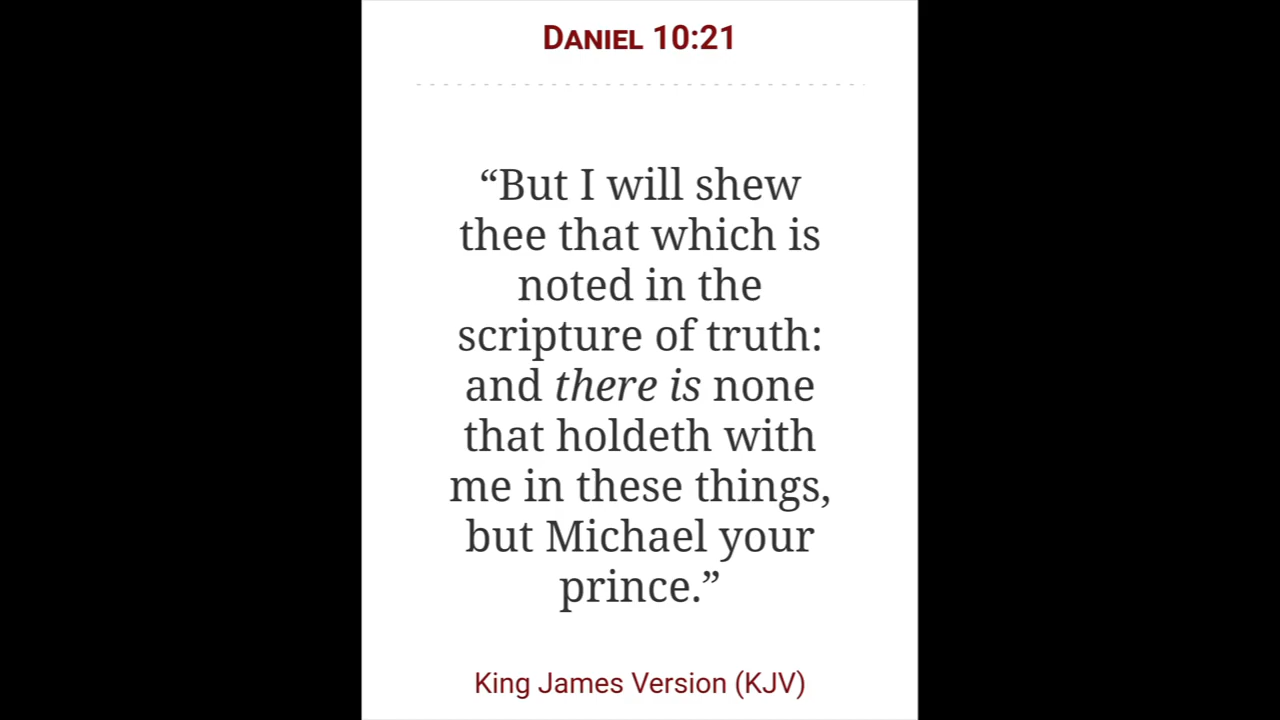 Daniel 10:21
“But I will shew
thee that which is
noted in the
scripture of truth:
and there is none
that holdeth with
me in these things,
but Michael your
prince.”
King James Version (KJV)